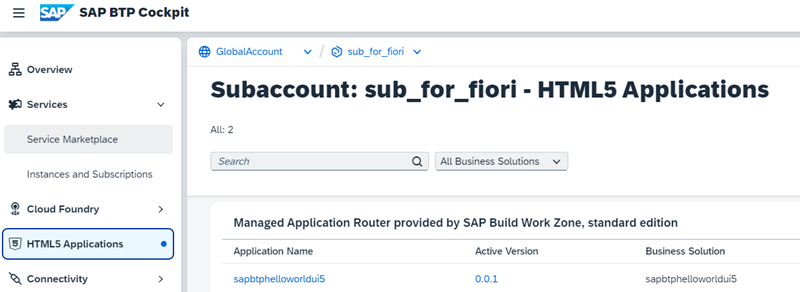 SAP SAP BTP Cockpit
GlobalAccount / sub_for_fiori
Overview
Services
Service Marketplace
Instances and Subscriptions
Cloud Foundry
HTML5 Applications
Connectivity
Subaccount: sub_for_fiori - HTML5 Applications
All: 2
Search
All Business Solutions
Managed Application Router provided by SAP Build Work Zone, standard edition
Application Name Active Version Business Solution
sapbtphelloworldui5 0.0.1 sapbtphelloworldui5